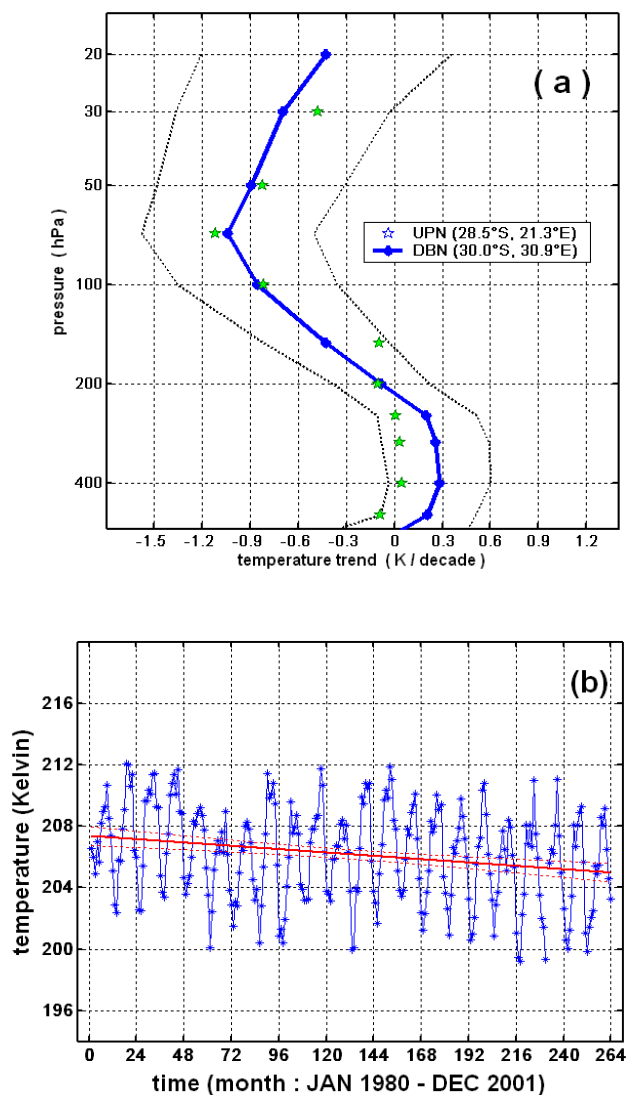 ( a )
20
30
50
100
200
400
pressure ( hPa )
UPN (28.5°S, 21.3°E)
DBN (30.0°S, 30.9°E)
-1.5 -1.2 -0.9 -0.6 -0.3 0 0.3 0.6 0.9 1.2
temperature trend ( K / decade )
(b)
216
212
208
204
200
196
temperature (Kelvin)
0 24 48 72 96 120 144 168 192 216 240 264
time (month : JAN 1980 - DEC 2001)